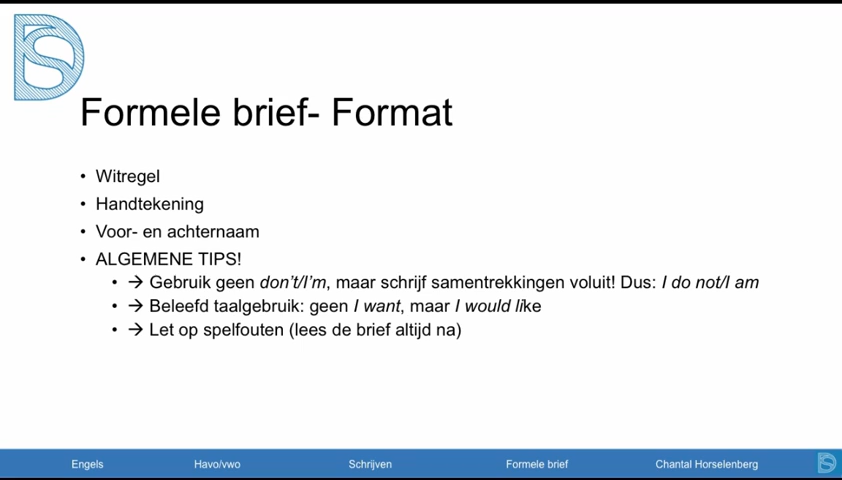 Formele brief- Format
• Witregel
• Handtekening
• Voor- en achternaam
• ALGEMENE TIPS!
• → Gebruik geen don't/I'm, maar schrijf samentrekkingen voluit! Dus: I do not/I am
• → Beleefd taalgebruik: geen I want, maar I would like
• → Let op spelfouten (lees de brief altijd na)
Engels Havo/vwo Schrijven Formele brief Chantal Horselenberg